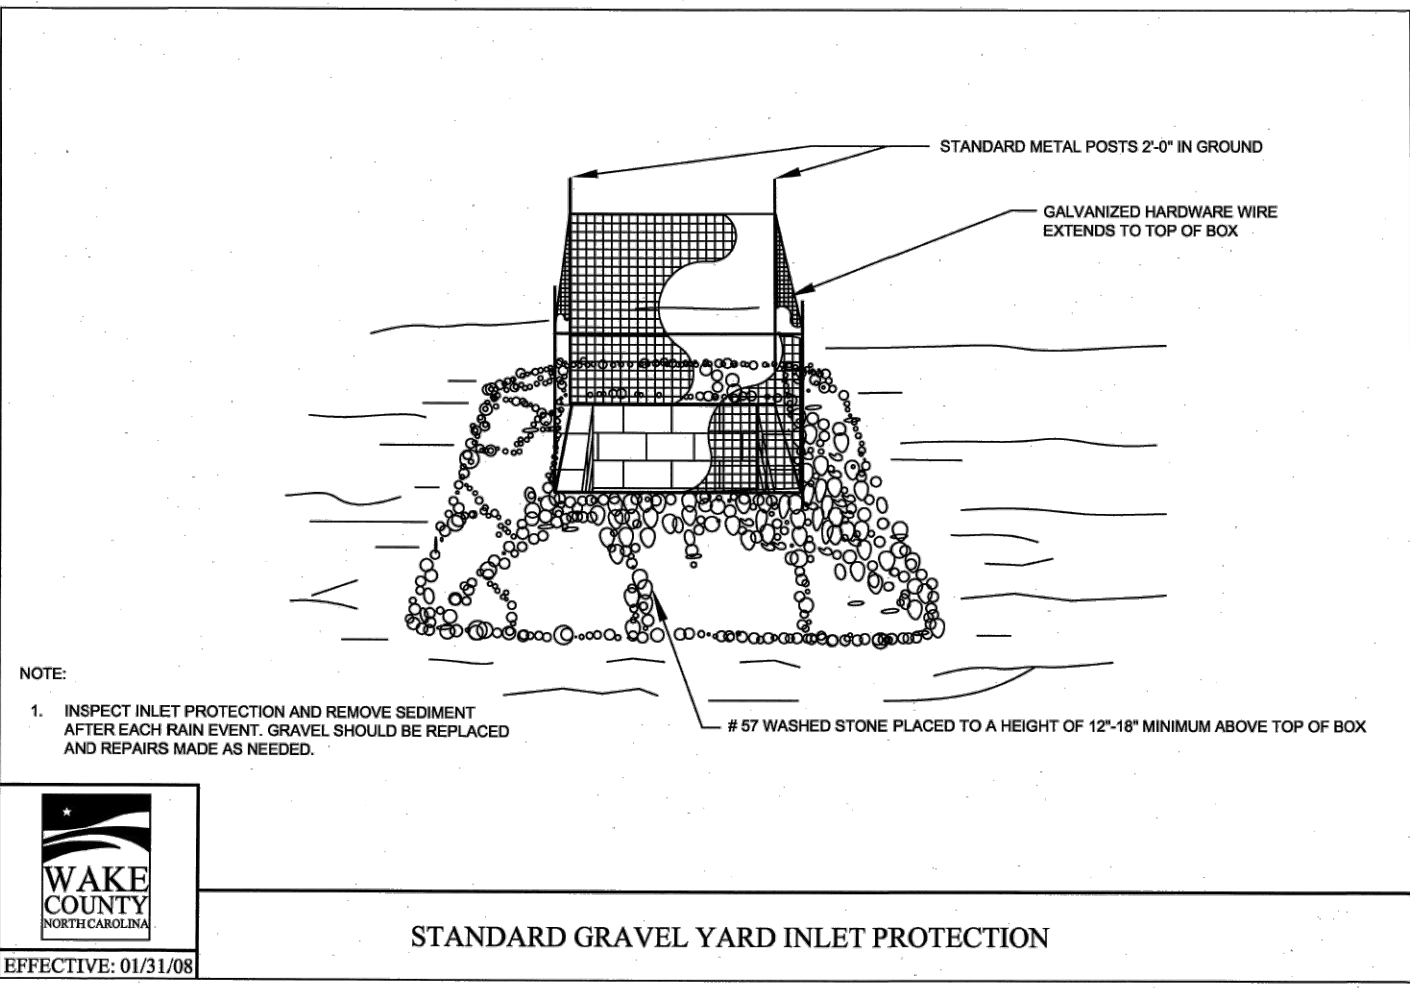 STANDARD METAL POSTS 2'-0" IN GROUND
GALVANIZED HARDWARE WIRE
EXTENDS TO TOP OF BOX
NOTE:
1. INSPECT INLET PROTECTION AND REMOVE SEDIMENT
AFTER EACH RAIN EVENT. GRAVEL SHOULD BE REPLACED
AND REPAIRS MADE AS NEEDED.
# 57 WASHED STONE PLACED TO A HEIGHT OF 12"-18" MINIMUM ABOVE TOP OF BOX
WAKE
COUNTY
NORTH CAROLINA
EFFECTIVE: 01/31/08
STANDARD GRAVEL YARD INLET PROTECTION